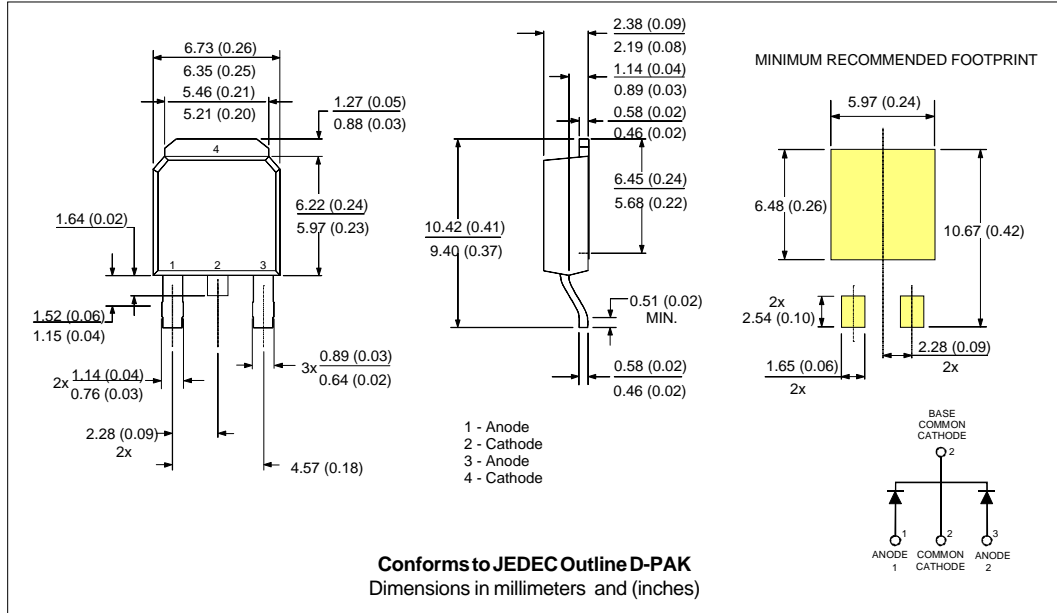 6.73 (0.26)
6.35 (0.25)
5.46 (0.21)
5.21 (0.20)
1.27 (0.05)
0.88 (0.03)
4
6.22 (0.24)
5.97 (0.23)
1.64 (0.02)
1 2 3
1.52 (0.06)
1.15 (0.04)
2x 1.14 (0.04)
0.76 (0.03)
3x 0.89 (0.03)
0.64 (0.02)
2.28 (0.09)
2x
4.57 (0.18)
2.38 (0.09)
2.19 (0.08)
1.14 (0.04)
0.89 (0.03)
0.58 (0.02)
0.46 (0.02)
6.45 (0.24)
5.68 (0.22)
10.42 (0.41)
9.40 (0.37)
0.51 (0.02)
MIN.
0.58 (0.02)
0.46 (0.02)
1 - Anode
2 - Cathode
3 - Anode
4 - Cathode
MINIMUM RECOMMENDED FOOTPRINT
5.97 (0.24)
6.48 (0.26)
10.67 (0.42)
2x
2.54 (0.10)
2.28 (0.09)
2x
1.65 (0.06)
2x
BASE
COMMON
CATHODE
2
1 2 3
ANODE COMMON ANODE
1 CATHODE 2
Conforms to JEDEC Outline D-PAK
Dimensions in millimeters and (inches)